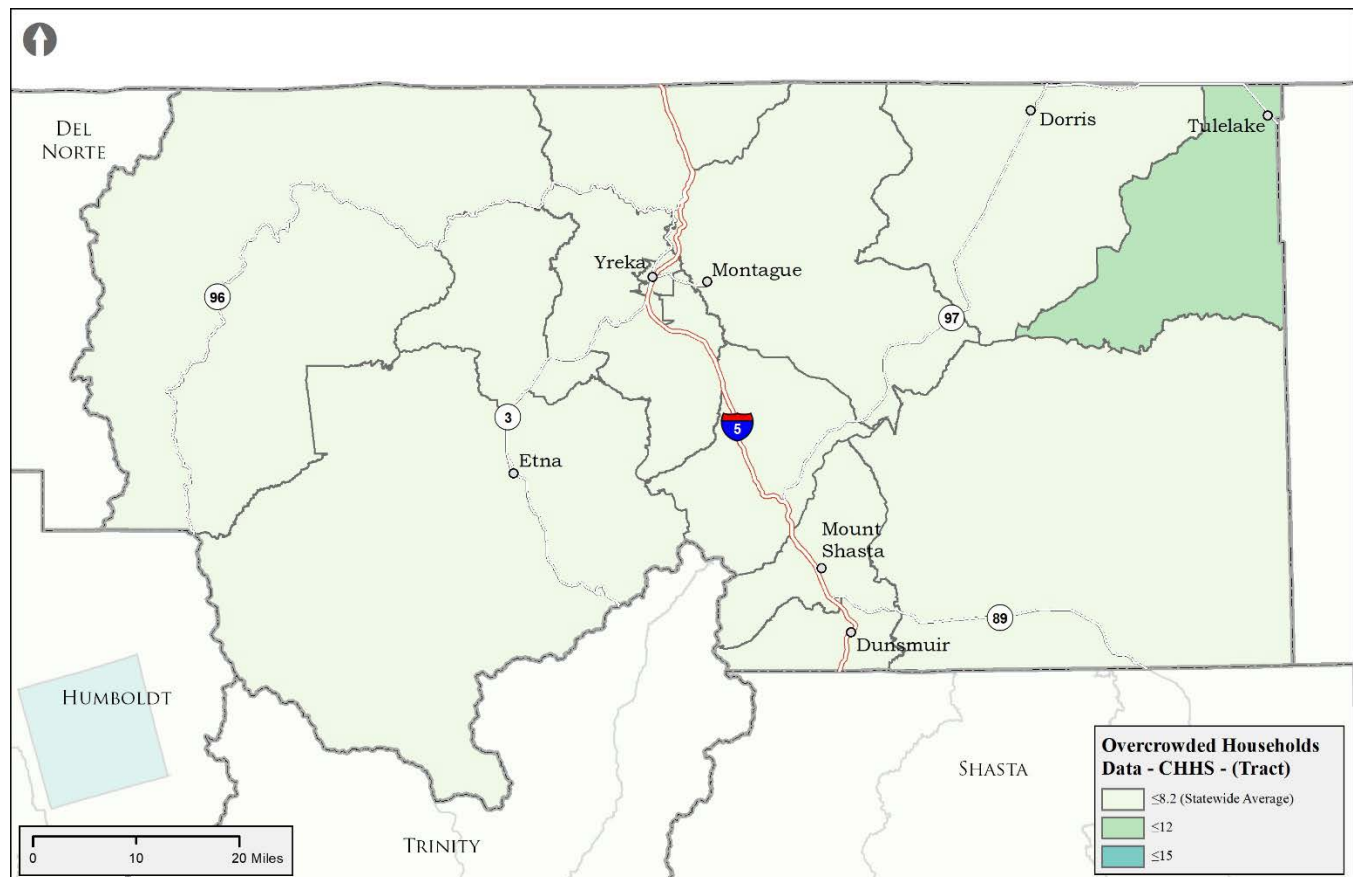 DEL
NORTE
Dorris
Tulelake
Yreka
Montague
96
97
3
5
Etna
Mount
Shasta
89
Dunsmuir
HUMBOLDT
SHASTA
TRINITY
0 10 20 Miles
Overcrowded Households
Data - CHHS - (Tract)
≤8.2 (Statewide Average)
≤12
≤15